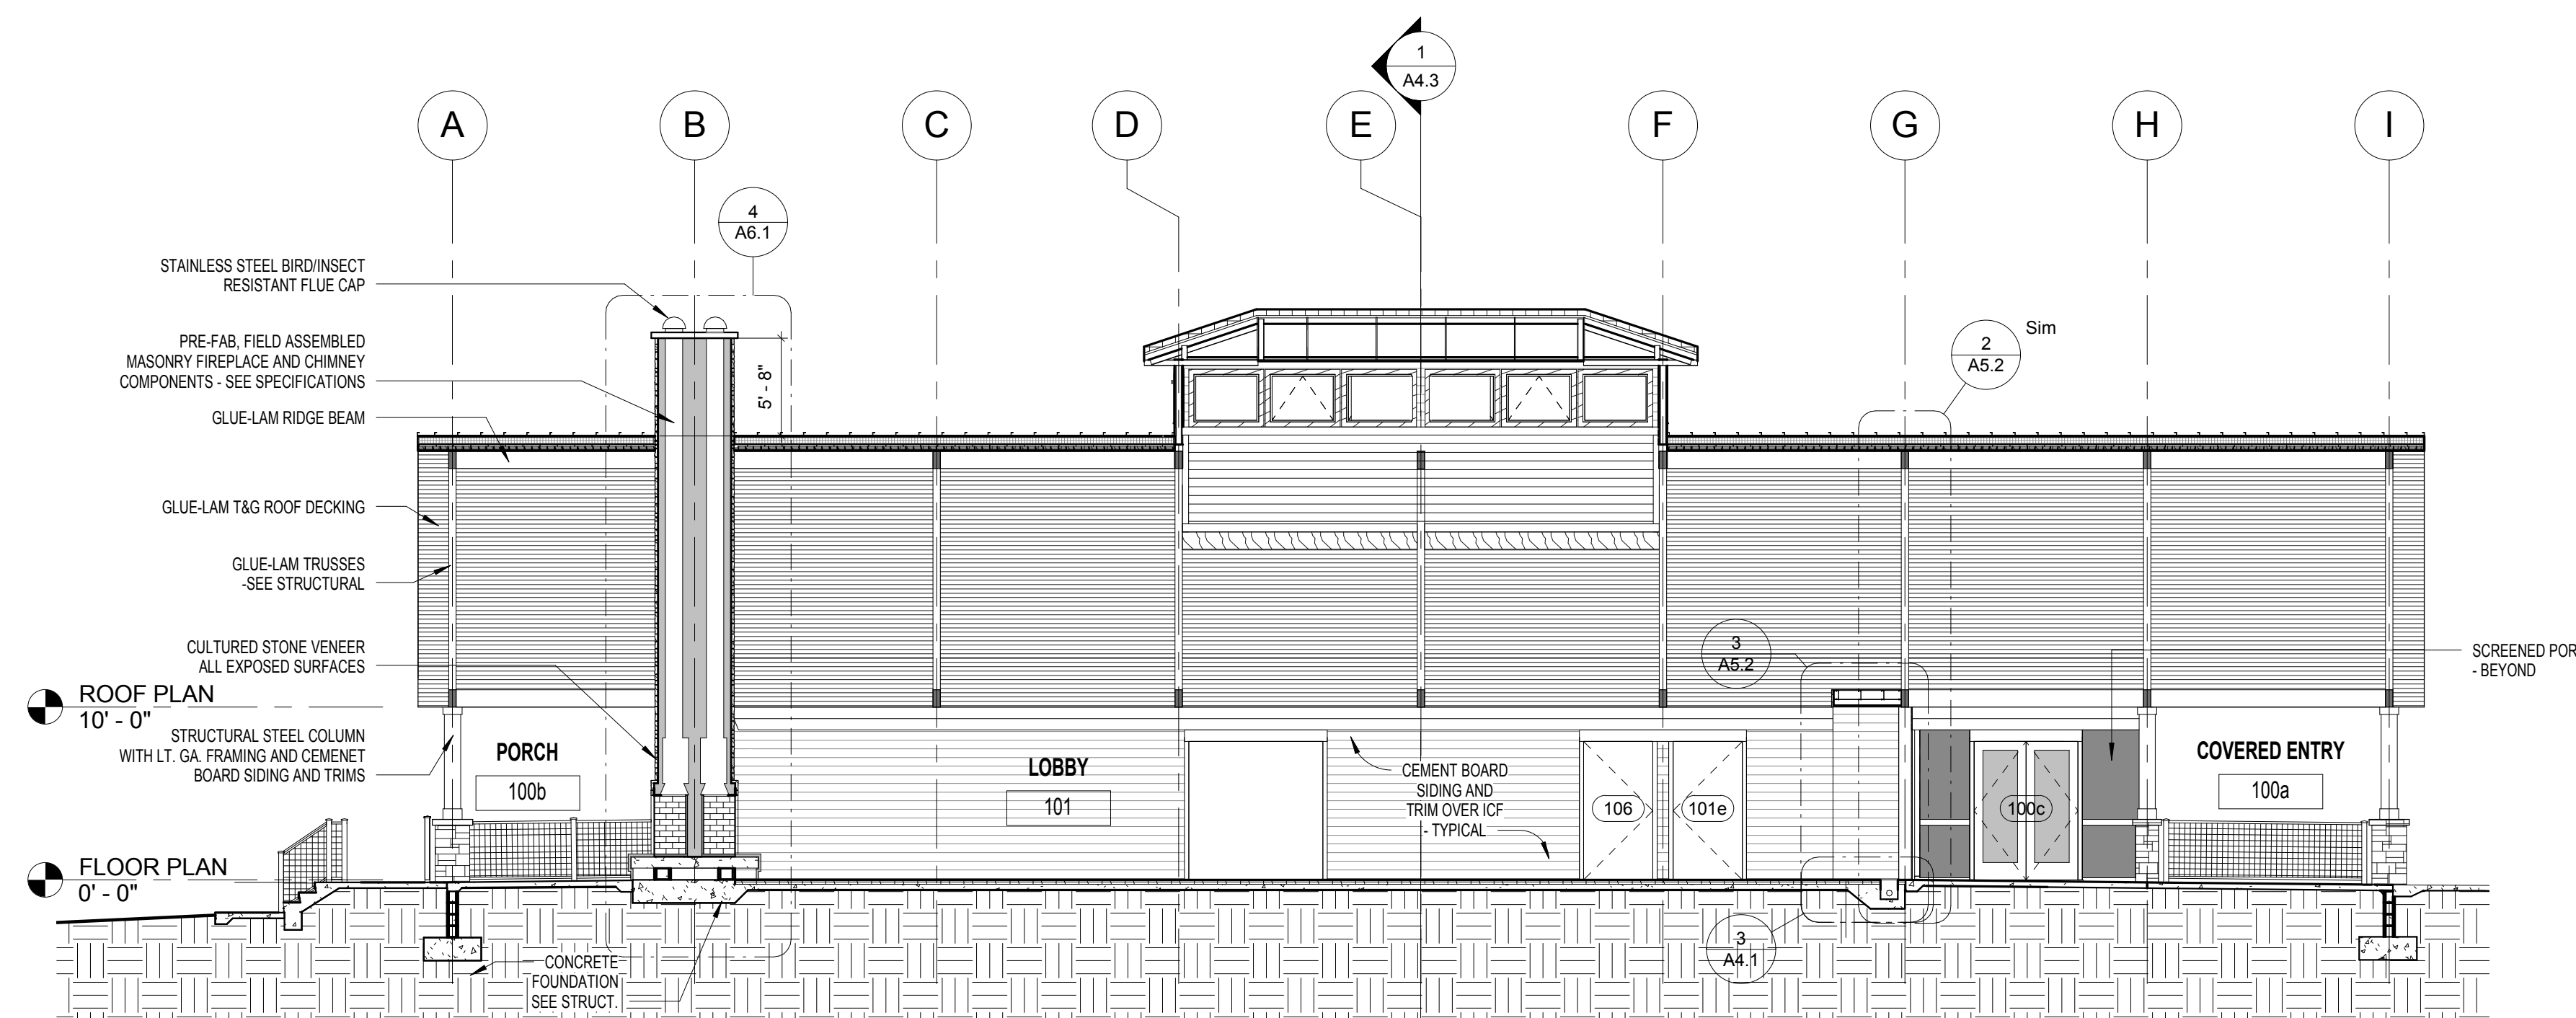 1
A4.3
A
B
C
D
E
F
G
H
I
4
A6.1
STAINLESS STEEL BIRD/INSECT
RESISTANT FLUE CAP
PRE-FAB, FIELD ASSEMBLED
MASONRY FIREPLACE AND CHIMNEY
COMPONENTS - SEE SPECIFICATIONS
5' - 8"
Sim
2
A5.2
GLUE-LAM RIDGE BEAM
GLUE-LAM T&G ROOF DECKING
GLUE-LAM TRUSSES
-SEE STRUCTURAL
CULTURED STONE VENEER
ALL EXPOSED SURFACES
3
A5.2
SCREENED POR
- BEYOND
ROOF PLAN
10' - 0"
STRUCTURAL STEEL COLUMN
WITH LT. GA. FRAMING AND CEMENET
BOARD SIDING AND TRIMS
PORCH
100b
LOBBY
101
CEMENT BOARD
SIDING AND
TRIM OVER ICF
- TYPICAL
106
101e
100c
COVERED ENTRY
100a
FLOOR PLAN
0' - 0"
3
A4.1
CONCRETE
FOUNDATION
SEE STRUCT.